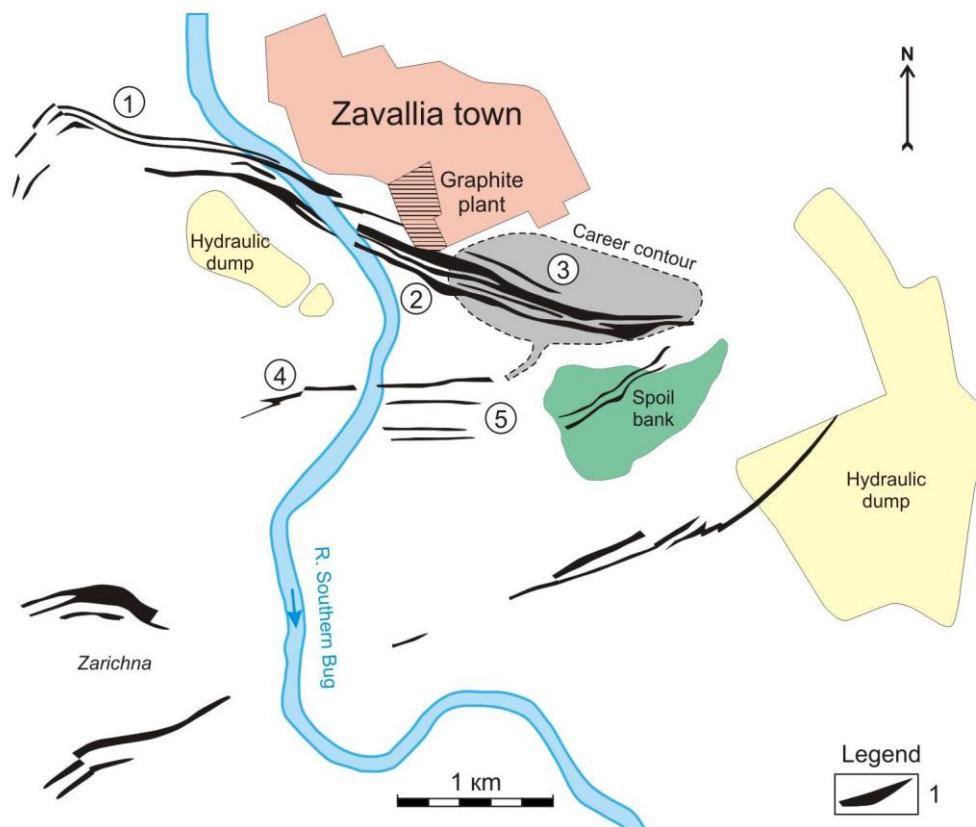 N
①
Zavallia town
Graphite
plant
Hydraulic
dump
Career contour
③
②
④
⑤
Spoil
bank
Hydraulic
dump
R. Southern Bug
Zarichna
1 км
Legend
1